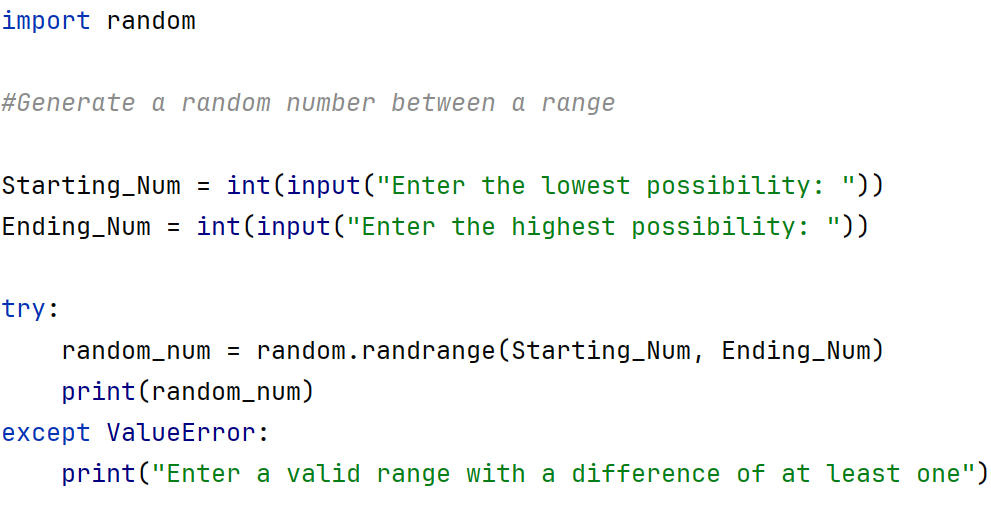 import random
#Generate a random number between a range
Starting_Num = int(input("Enter the lowest possibility: "))
Ending_Num = int(input("Enter the highest possibility: "))
try:
    random_num = random.randrange(Starting_Num, Ending_Num)
    print(random_num)
except ValueError:
    print("Enter a valid range with a difference of at least one")